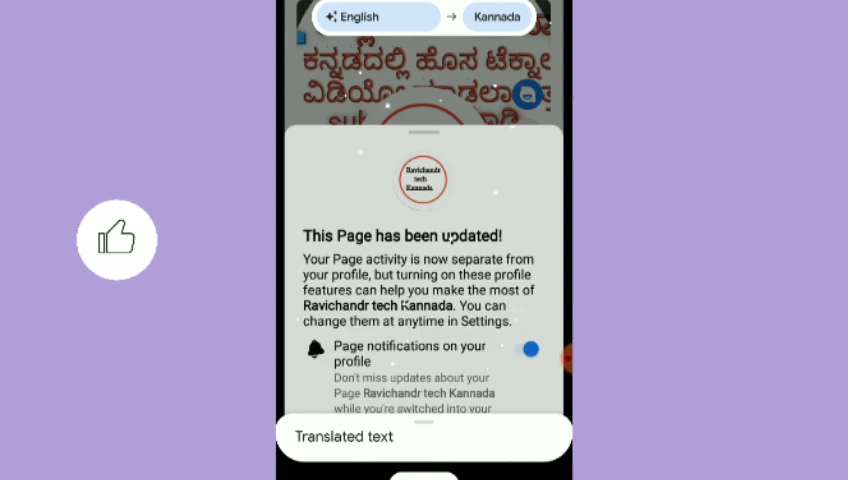 English → Kannada
ಕನ್ನಡದಲ್ಲಿ ಹೊಸ
Ravichandr
tech
Kannada
This Page has been updated!
Your Page activity is now separate from
your profile, but turning on these profile
features can help you make the most of
Ravichandr tech Kannada. You can
change them at anytime in Settings.
Page notifications on your
profile
Don't miss updates about your
Page Ravichandr tech Kannada
while you're switched into your
Translated text